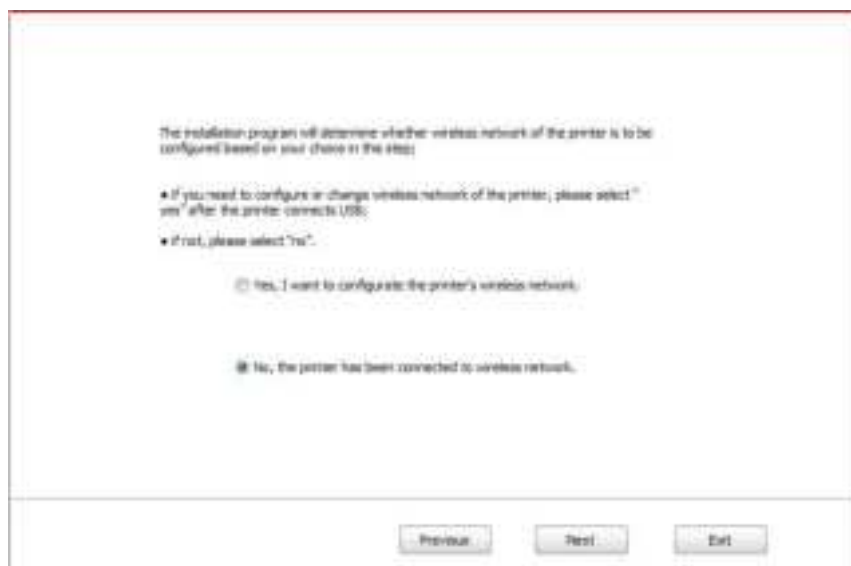 The installation program will determine whether wireless network of the printer is to be
configured based on your choice in the step:
● If you need to configure or change wireless network of the printer, please select "
yes" after the printer connects USB;
● If not, please select "no".
Yes, I want to configurate the printer's wireless network.
No, the printer has been connected to wireless network.
Previous Next Exit